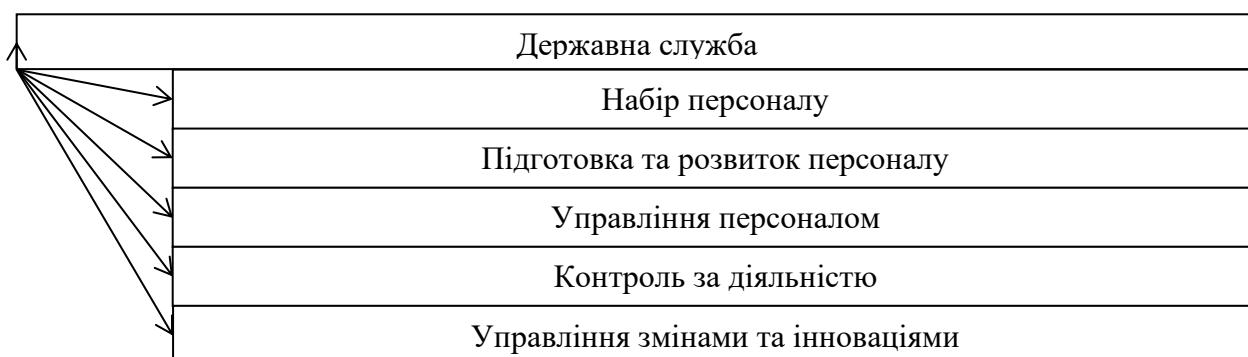 Державна служба
Набір персоналу
Підготовка та розвиток персоналу
Управління персоналом
Контроль за діяльністю
Управління змінами та інноваціями